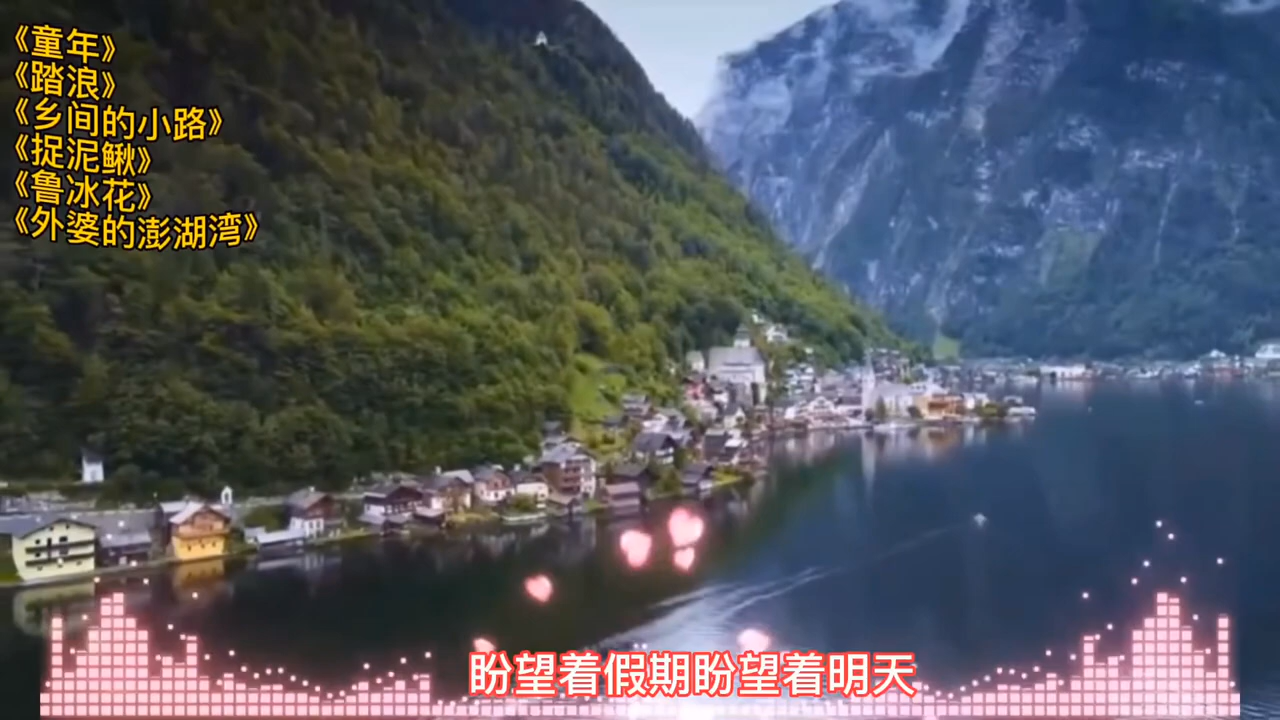 《童年》
《踏浪》
《乡间的小路》
《捉泥鳅》
《鲁冰花》
《外婆的澎湖湾》
盼望着假期盼望着明天